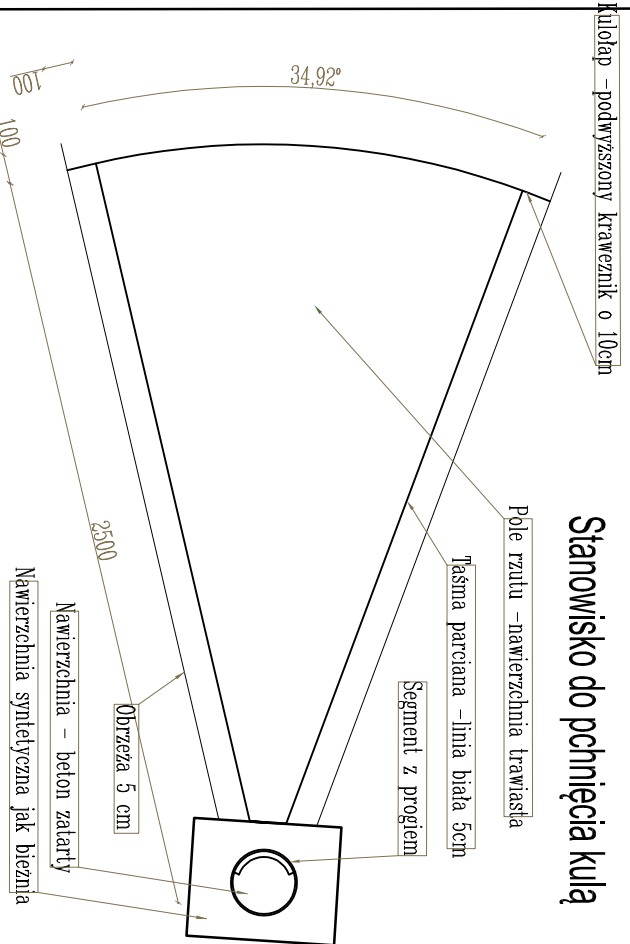 Stanowisko do pchnięcia kulą
Kulołap -podwyższony kraweznik o 10cm
Pole rzutu -nawierzchnia trawiasta
Taśma parciana -linia biała 5cm
Segment z progiem
Obrzeża 5 cm
Nawierzchnia - beton zatarty
Nawierzchnia syntetyczna jak bieżnia
34,92°
100
100
2500